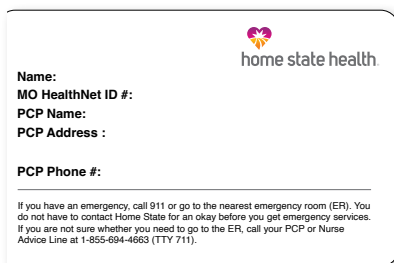 home state health.
Name:
MO HealthNet ID #:
PCP Name:
PCP Address :
PCP Phone #:
If you have an emergency, call 911 or go to the nearest emergency room (ER). You
do not have to contact Home State for an okay before you get emergency services.
If you are not sure whether you need to go to the ER, call your PCP or Nurse
Advice Line at 1-855-694-4663 (TTY 711).